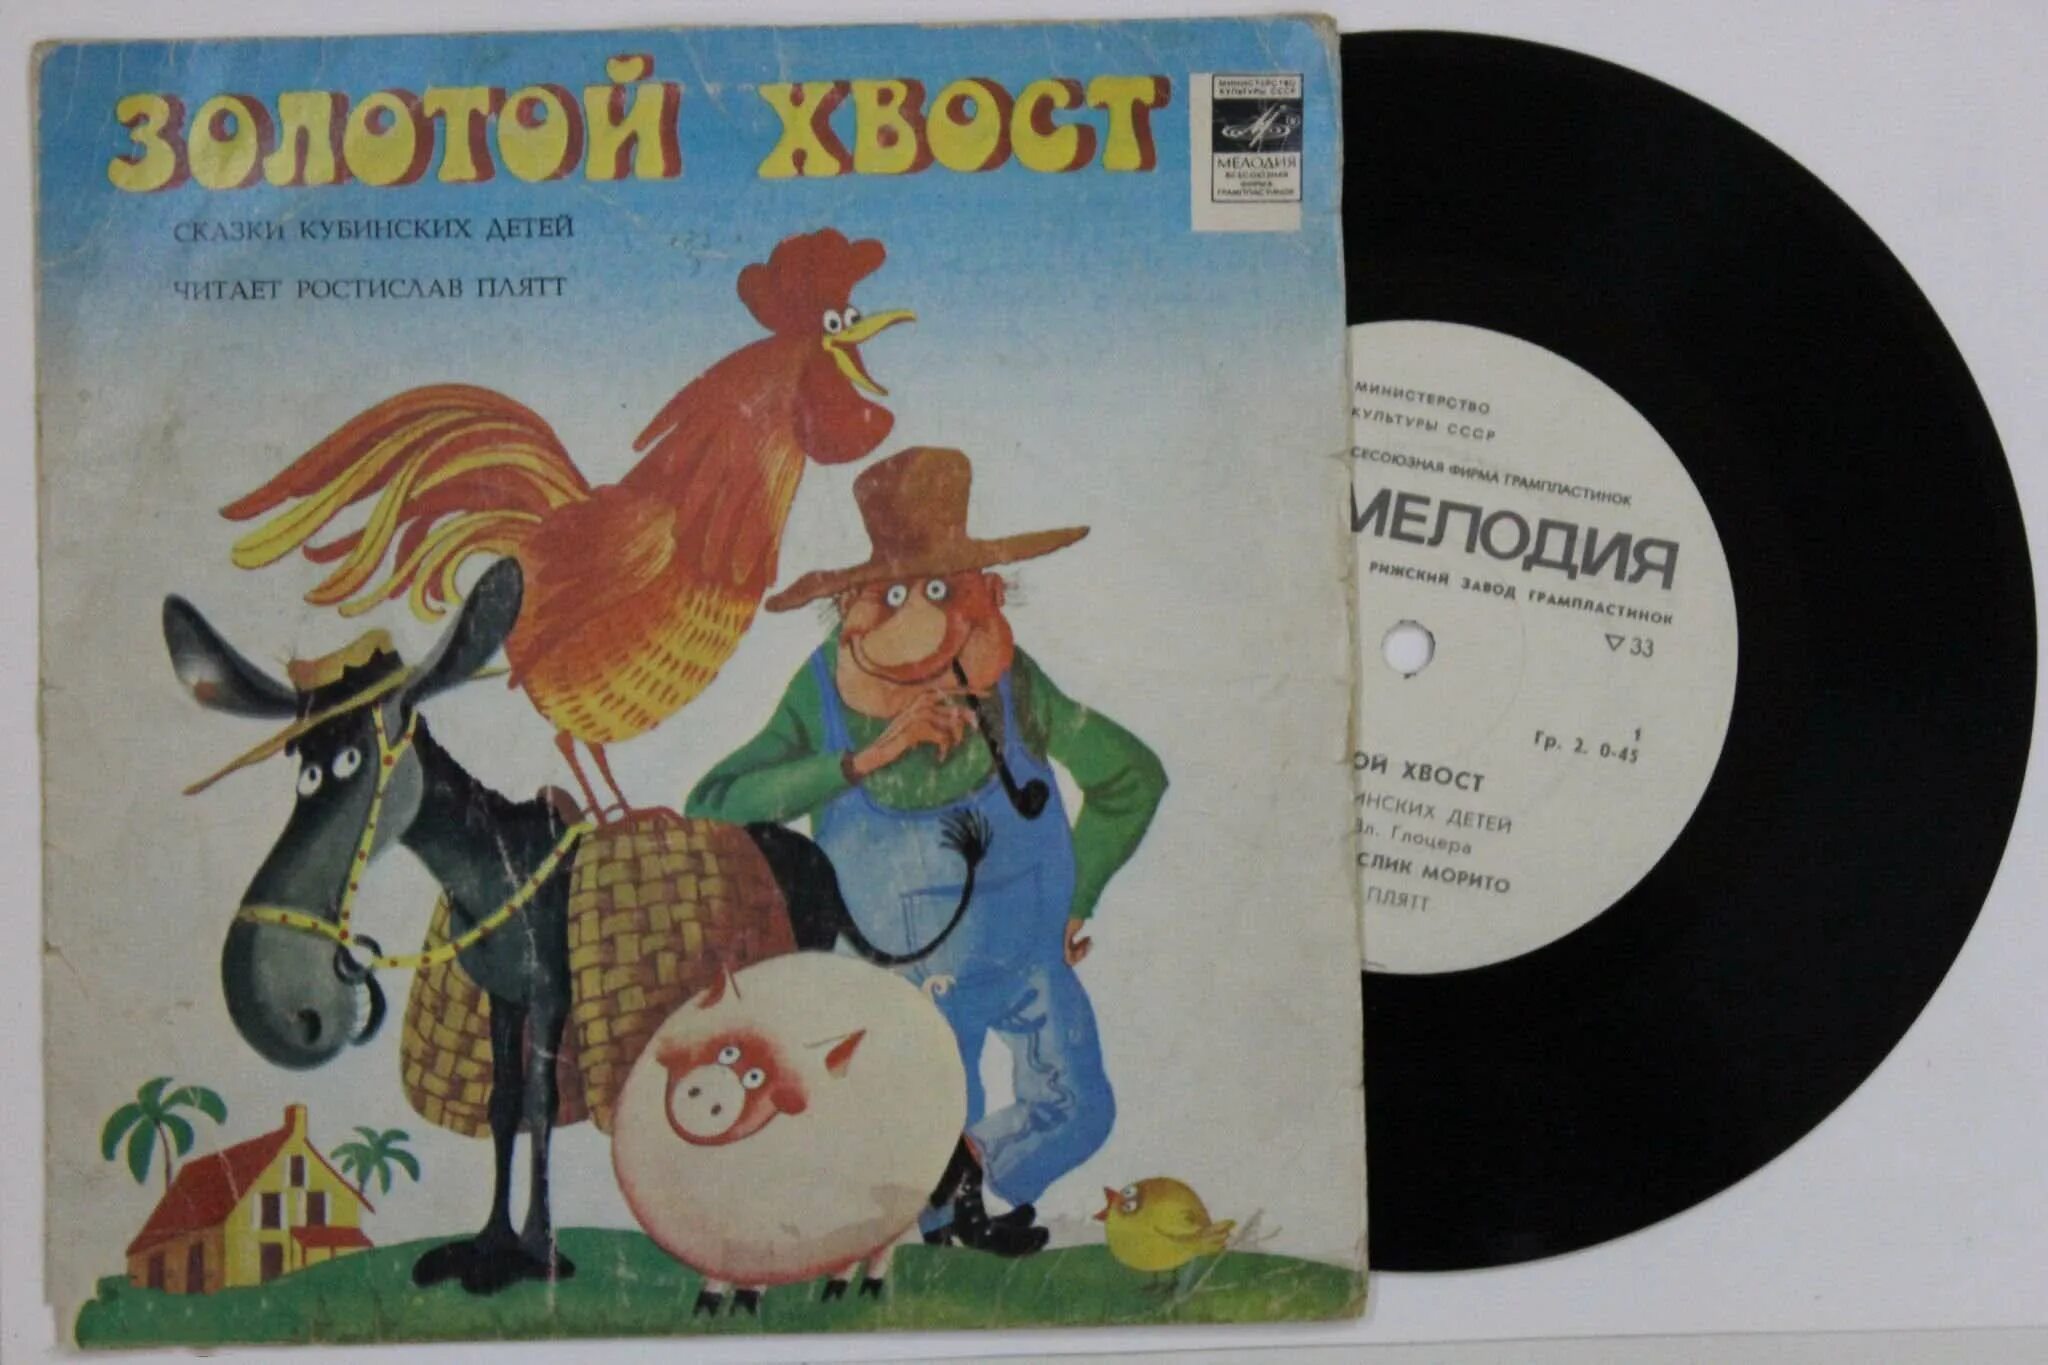 ЗОЛОТОЙ ХВОСТ
СКАЗКИ КУБИНСКИХ ДЕТЕЙ
ЧИТАЕТ РОСТИСЛАВ ПЛЯТТ
МИНИСТЕРСТВО
КУЛЬТУРЫ СССР
МЕЛОДИЯ
ВСЕСОЮЗНАЯ
ФИРМА
ГРАМПЛАСТИНОК
МИНИСТЕРСТВО
КУЛЬТУРЫ СССР
СЕСОЮЗНАЯ ФИРМА ГРАМПЛАСТИНОК
МЕЛОДИЯ
РИЖСКИЙ ЗАВОД ГРАМПЛАСТИНОК
▽ 33
1
Гр. 2. 0-45
ОЙ ХВОСТ
ИНСКИХ ДЕТЕЙ
Вл. Глоцера
СЛИК МОРИТО
ПЛЯТТ